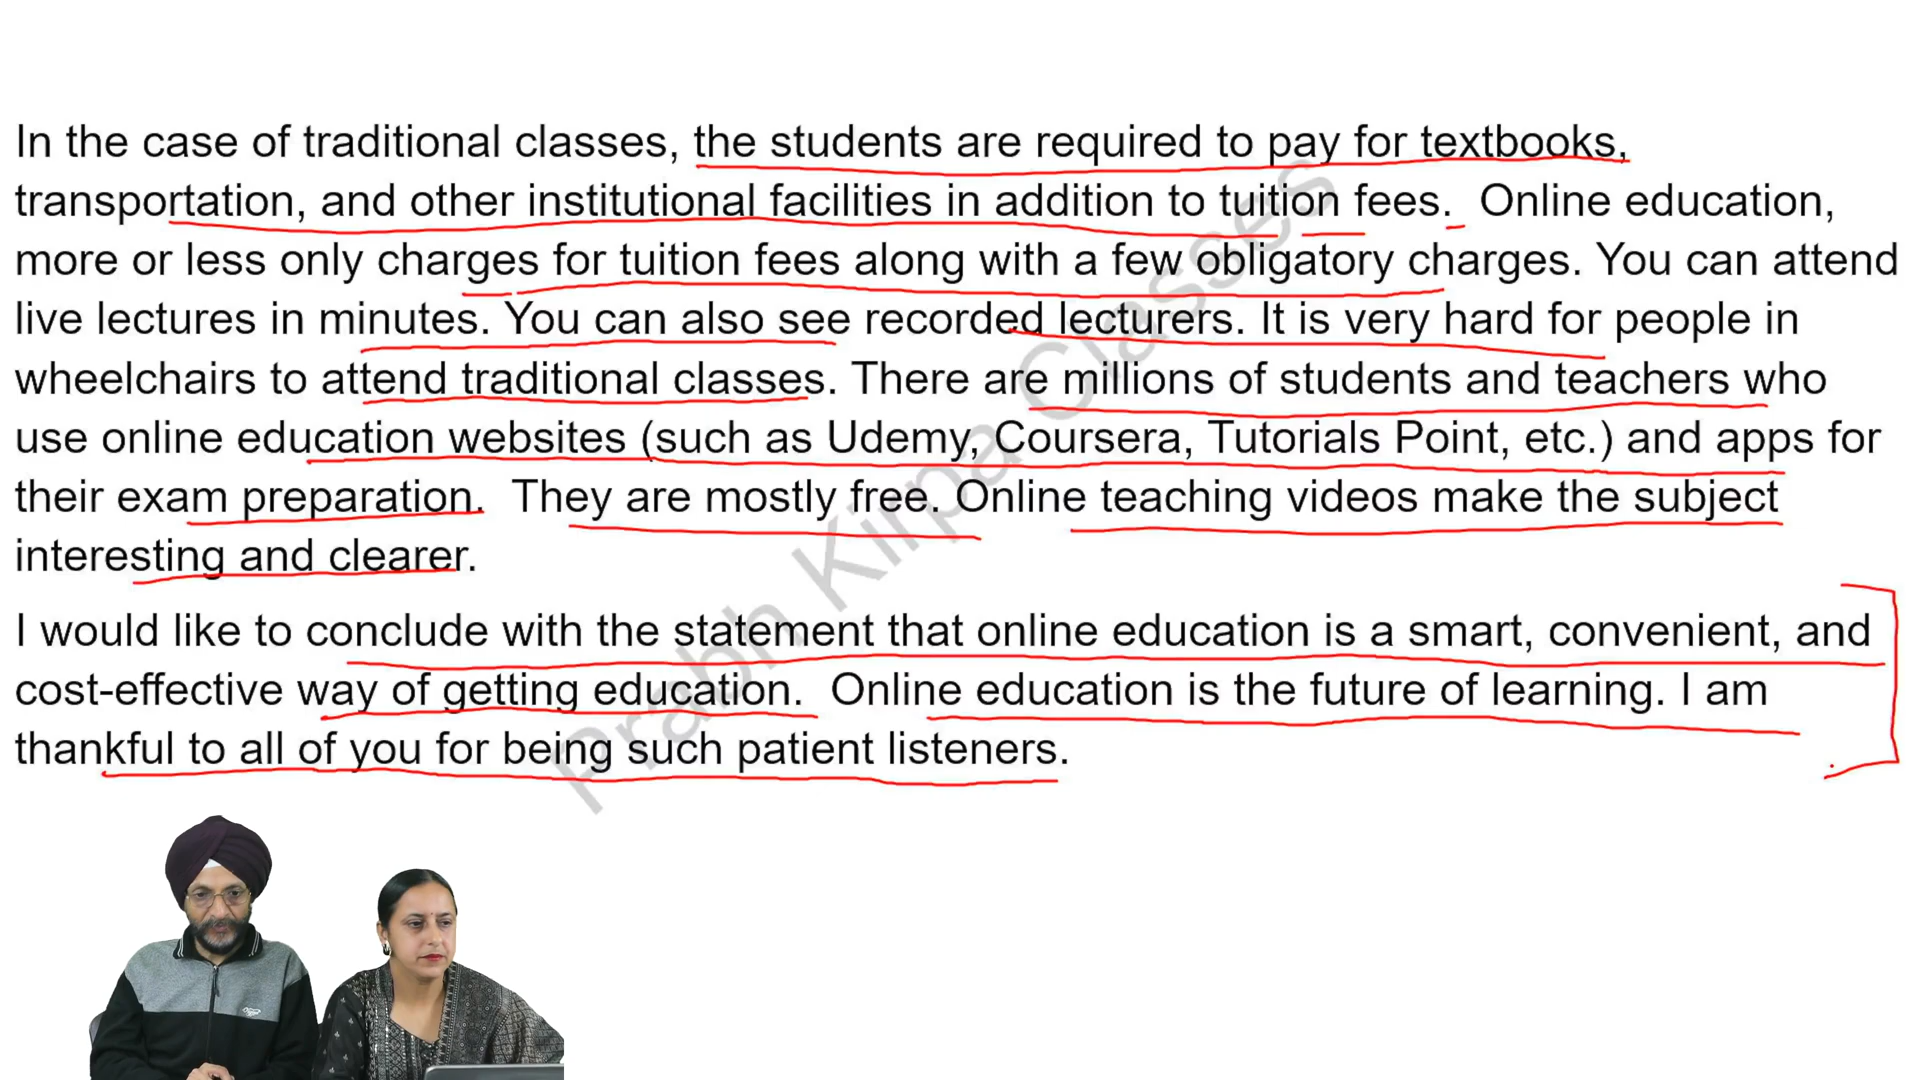 In the case of traditional classes, the students are required to pay for textbooks,
transportation, and other institutional facilities in addition to tuition fees.  Online education,
more or less only charges for tuition fees along with a few obligatory charges. You can attend
live lectures in minutes. You can also see recorded lecturers. It is very hard for people in
wheelchairs to attend traditional classes. There are millions of students and teachers who
use online education websites (such as Udemy, Coursera, Tutorials Point, etc.) and apps for
their exam preparation.  They are mostly free. Online teaching videos make the subject
interesting and clearer.
I would like to conclude with the statement that online education is a smart, convenient, and
cost-effective way of getting education.  Online education is the future of learning. I am
thankful to all of you for being such patient listeners.
Prabh Kirpa Classes